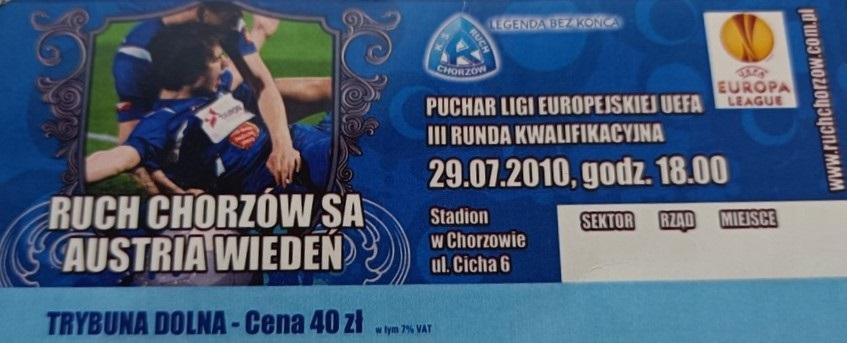 K.S. RUCH CHORZÓW
LEGENDA BEZ KOŃCA
UEFA
EUROPA
LEAGUE
www.ruchchorzow.com.pl
PUCHAR LIGI EUROPEJSKIEJ UEFA
III RUNDA KWALIFIKACYJNA
29.07.2010, godz. 18.00
RUCH CHORZÓW SA
AUSTRIA WIEDEŃ
Stadion
w Chorzowie
ul. Cicha 6
SEKTOR RZĄD MIEJSCE
TRYBUNA DOLNA - Cena 40 zł w tym 7% VAT